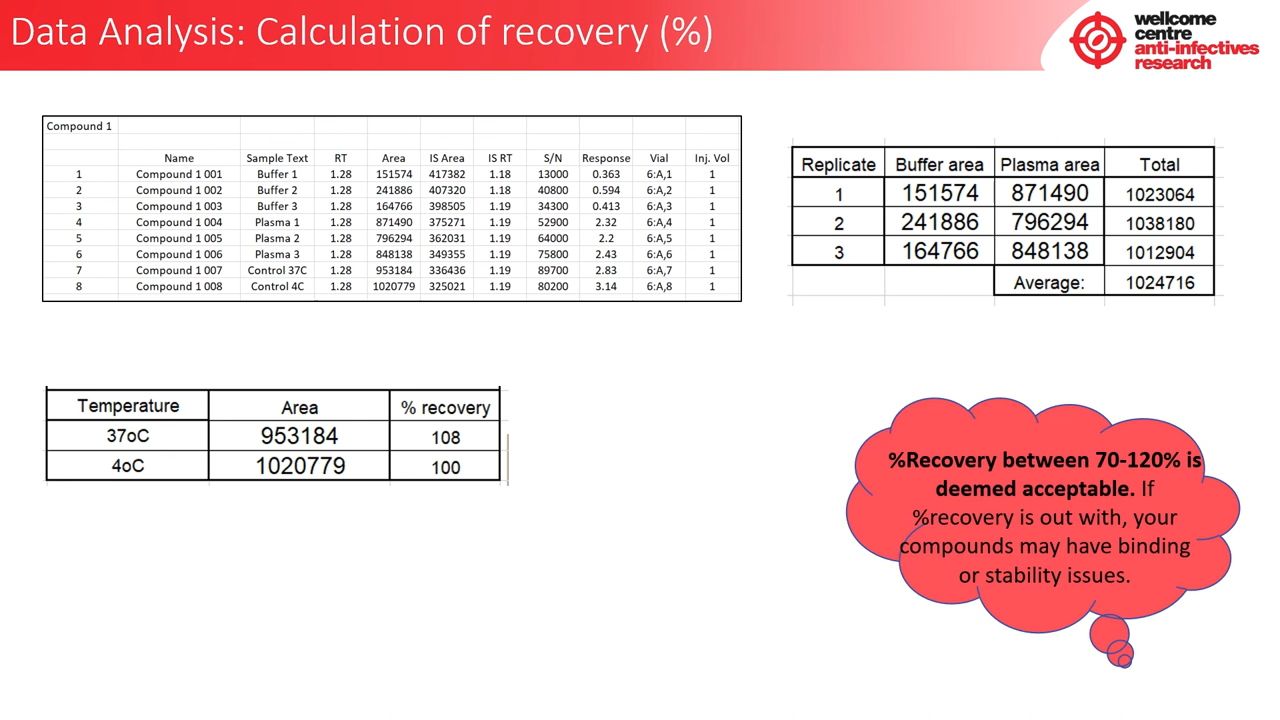 Data Analysis: Calculation of recovery (%)
wellcome
centre
anti-infectives
research
Compound 1
Name Sample Text RT Area IS Area IS RT S/N Response Vial Inj. Vol
1 Compound 1 001 Buffer 1 1.28 151574 417382 1.18 13000 0.363 6:A,1 1
2 Compound 1 002 Buffer 2 1.28 241886 407320 1.18 40800 0.594 6:A,2 1
3 Compound 1 003 Buffer 3 1.28 164766 398505 1.19 34300 0.413 6:A,3 1
4 Compound 1 004 Plasma 1 1.28 871490 375271 1.19 52900 2.32 6:A,4 1
5 Compound 1 005 Plasma 2 1.28 796294 362031 1.19 64000 2.2 6:A,5 1
6 Compound 1 006 Plasma 3 1.28 848138 349355 1.19 75800 2.43 6:A,6 1
7 Compound 1 007 Control 37C 1.28 953184 336436 1.19 89700 2.83 6:A,7 1
8 Compound 1 008 Control 4C 1.28 1020779 325021 1.19 80200 3.14 6:A,8 1
Replicate Buffer area Plasma area Total
1 151574 871490 1023064
2 241886 796294 1038180
3 164766 848138 1012904
Average: 1024716
Temperature Area % recovery
37oC 953184 108
4oC 1020779 100
%Recovery between 70-120% is
deemed acceptable. If
%recovery is out with, your
compounds may have binding
or stability issues.